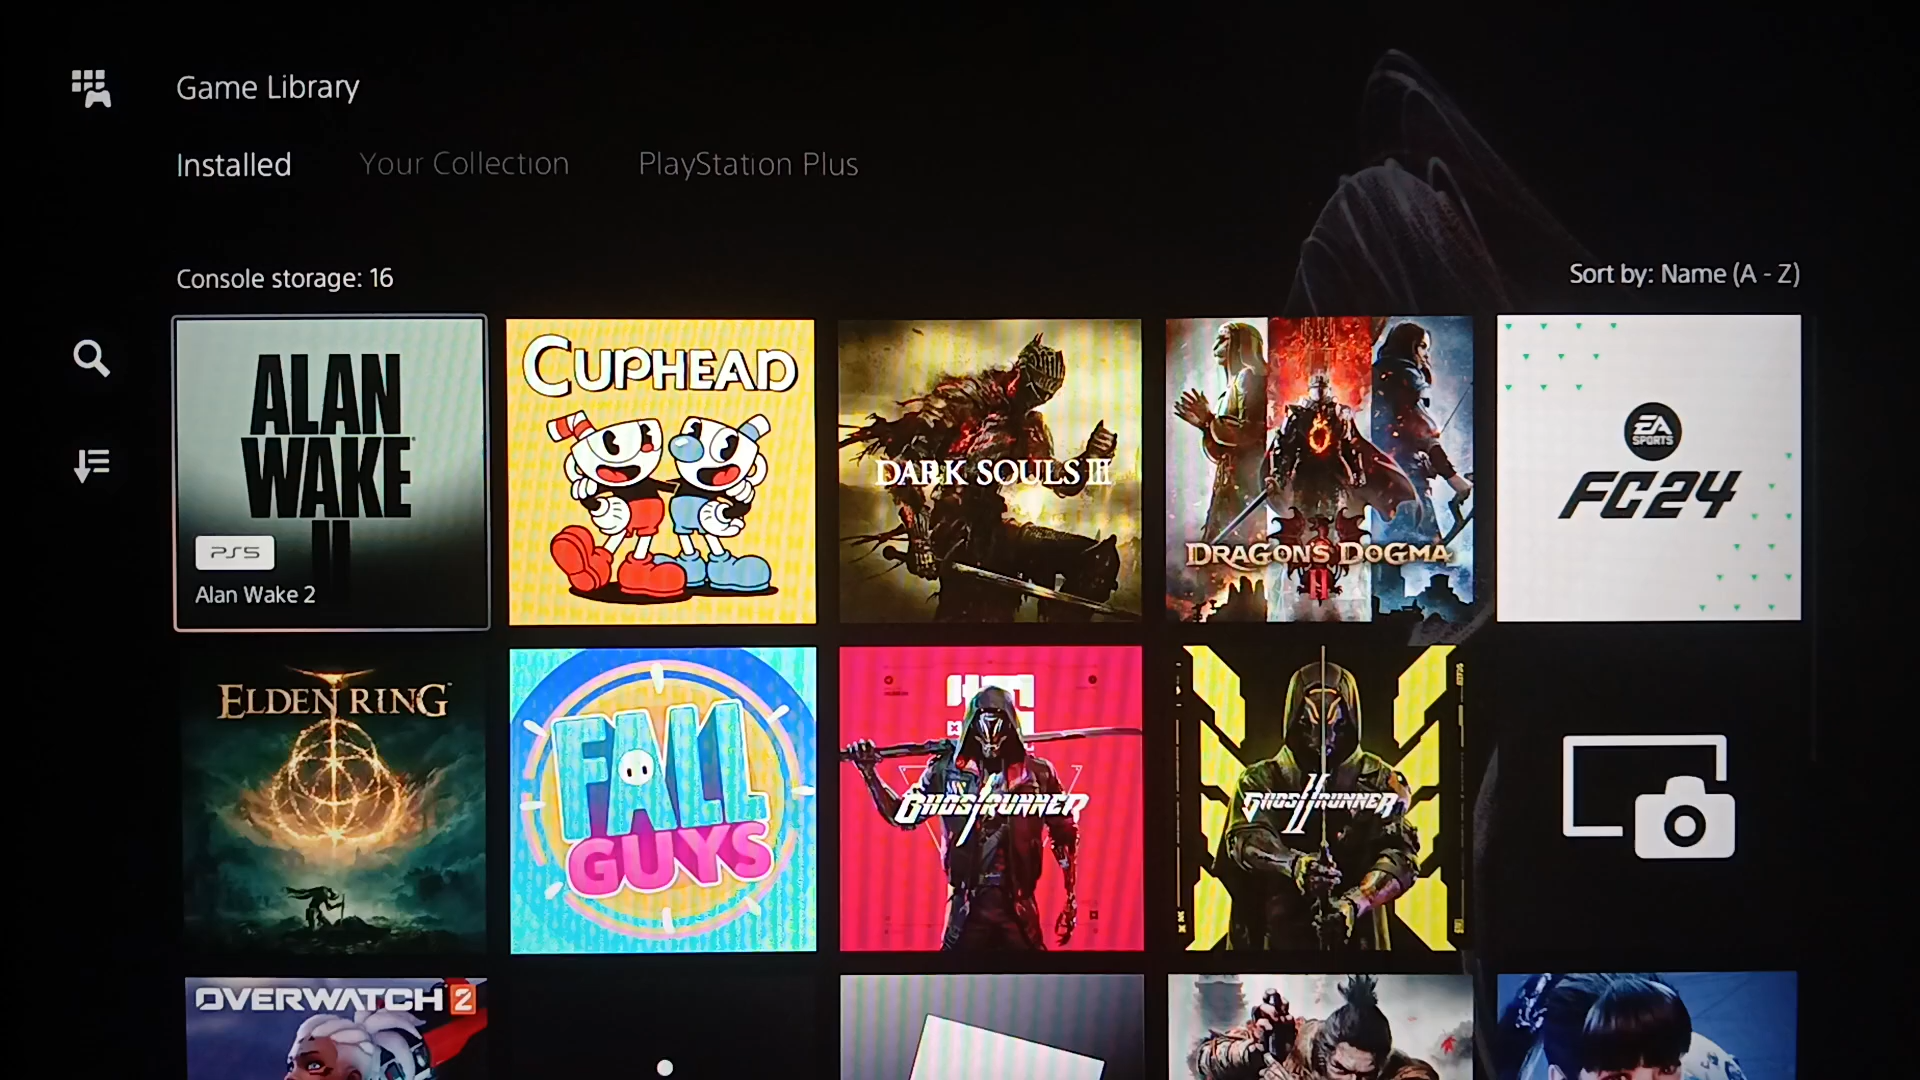 Game Library
Installed
Your Collection
PlayStation Plus
Console storage: 16
Sort by: Name (A - Z)
ALAN
WAKE
II
PS5
Alan Wake 2
CUPHEAD
DARK SOULS III
DRAGON'S DOGMA
II
EA
SPORTS
FC24
ELDEN RING
FALL
GUYS
GHOSTRUNNER
GHOSTRUNNER
II
OVERWATCH 2